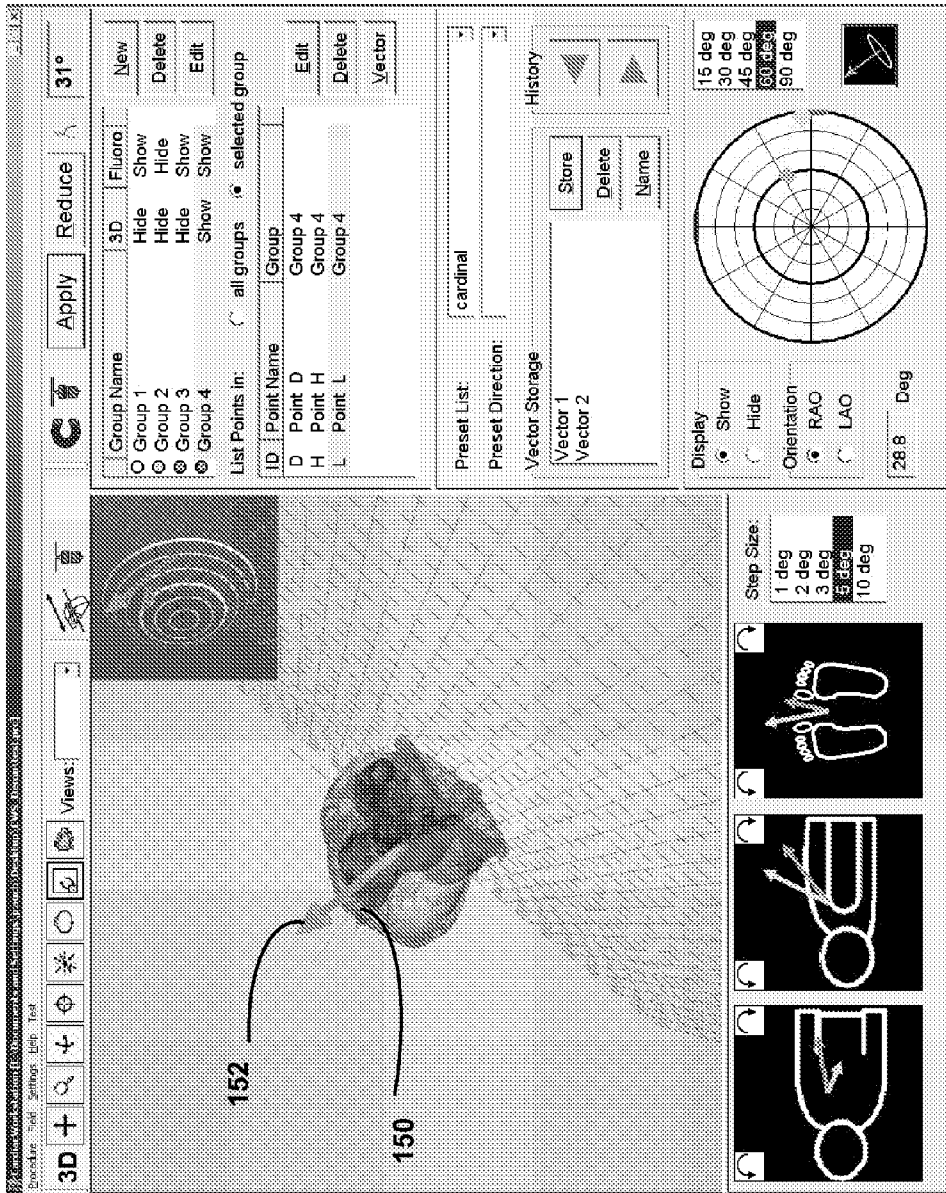 Procedure Field Settings Help Test
3D
Views:
Apply
Reduce
31°
152
150
Group Name 3D Fluoro
Group 1 Hide Show
Group 2 Hide Hide
Group 3 Hide Show
Group 4 Show Show
New
Delete
Edit
List Points In: all groups selected group
ID Point Name Group
D Point D Group 4
H Point H Group 4
L Point L Group 4
Edit
Delete
Vector
Preset List: cardinal
Preset Direction:
Vector Storage
Vector 1
Vector 2
Store
Delete
Name
History
Step Size:
1 deg
2 deg
3 deg
5 deg
10 deg
Display
Show
Hide
Orientation
RAO
LAO
28.8 Deg
15 deg
30 deg
45 deg
60 deg
90 deg